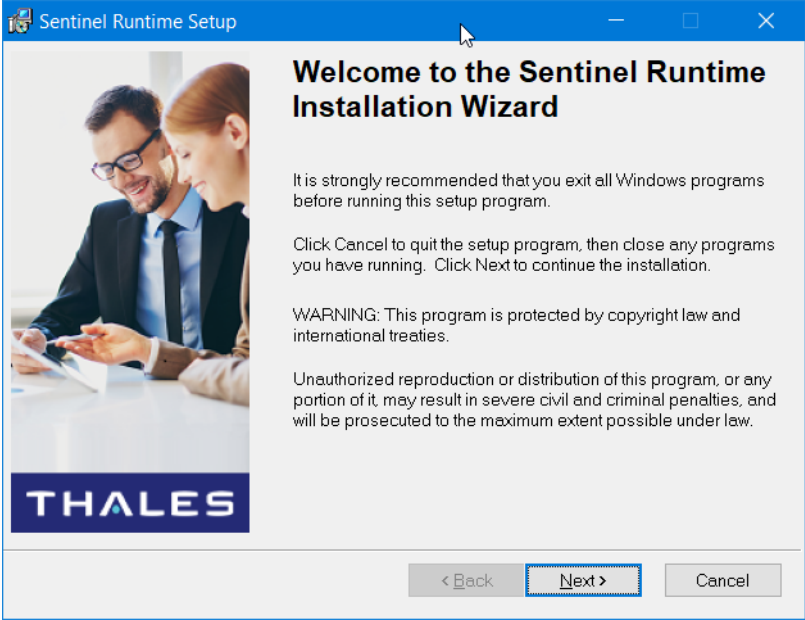 Sentinel Runtime Setup
Welcome to the Sentinel Runtime
Installation Wizard
It is strongly recommended that you exit all Windows programs
before running this setup program.
Click Cancel to quit the setup program, then close any programs
you have running.  Click Next to continue the installation.
WARNING: This program is protected by copyright law and
international treaties.
Unauthorized reproduction or distribution of this program, or any
portion of it, may result in severe civil and criminal penalties, and
will be prosecuted to the maximum extent possible under law.
THALES
< Back
Next >
Cancel